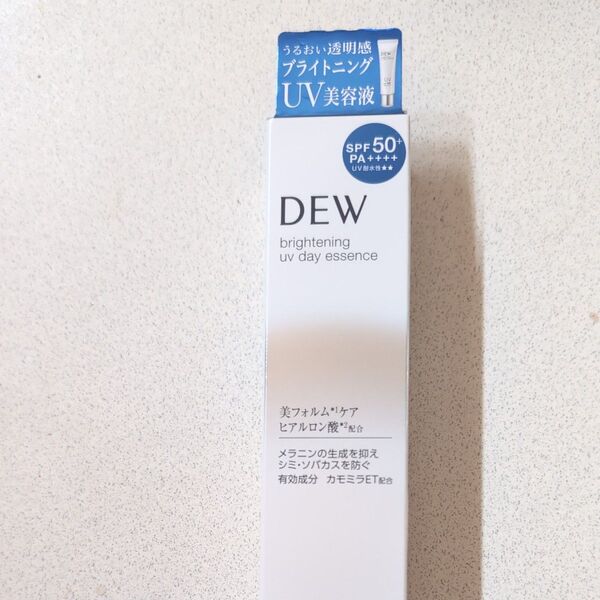 うるおい透明感
ブライトニング
UV美容液
DEW
SPF50+
PA++++
UV耐水性★★
DEW
brightening
uv day essence
美フォルム*1ケア
ヒアルロン酸*2配合
メラニンの生成を抑え
シミ・ソバカスを防ぐ
有効成分 カモミラET配合